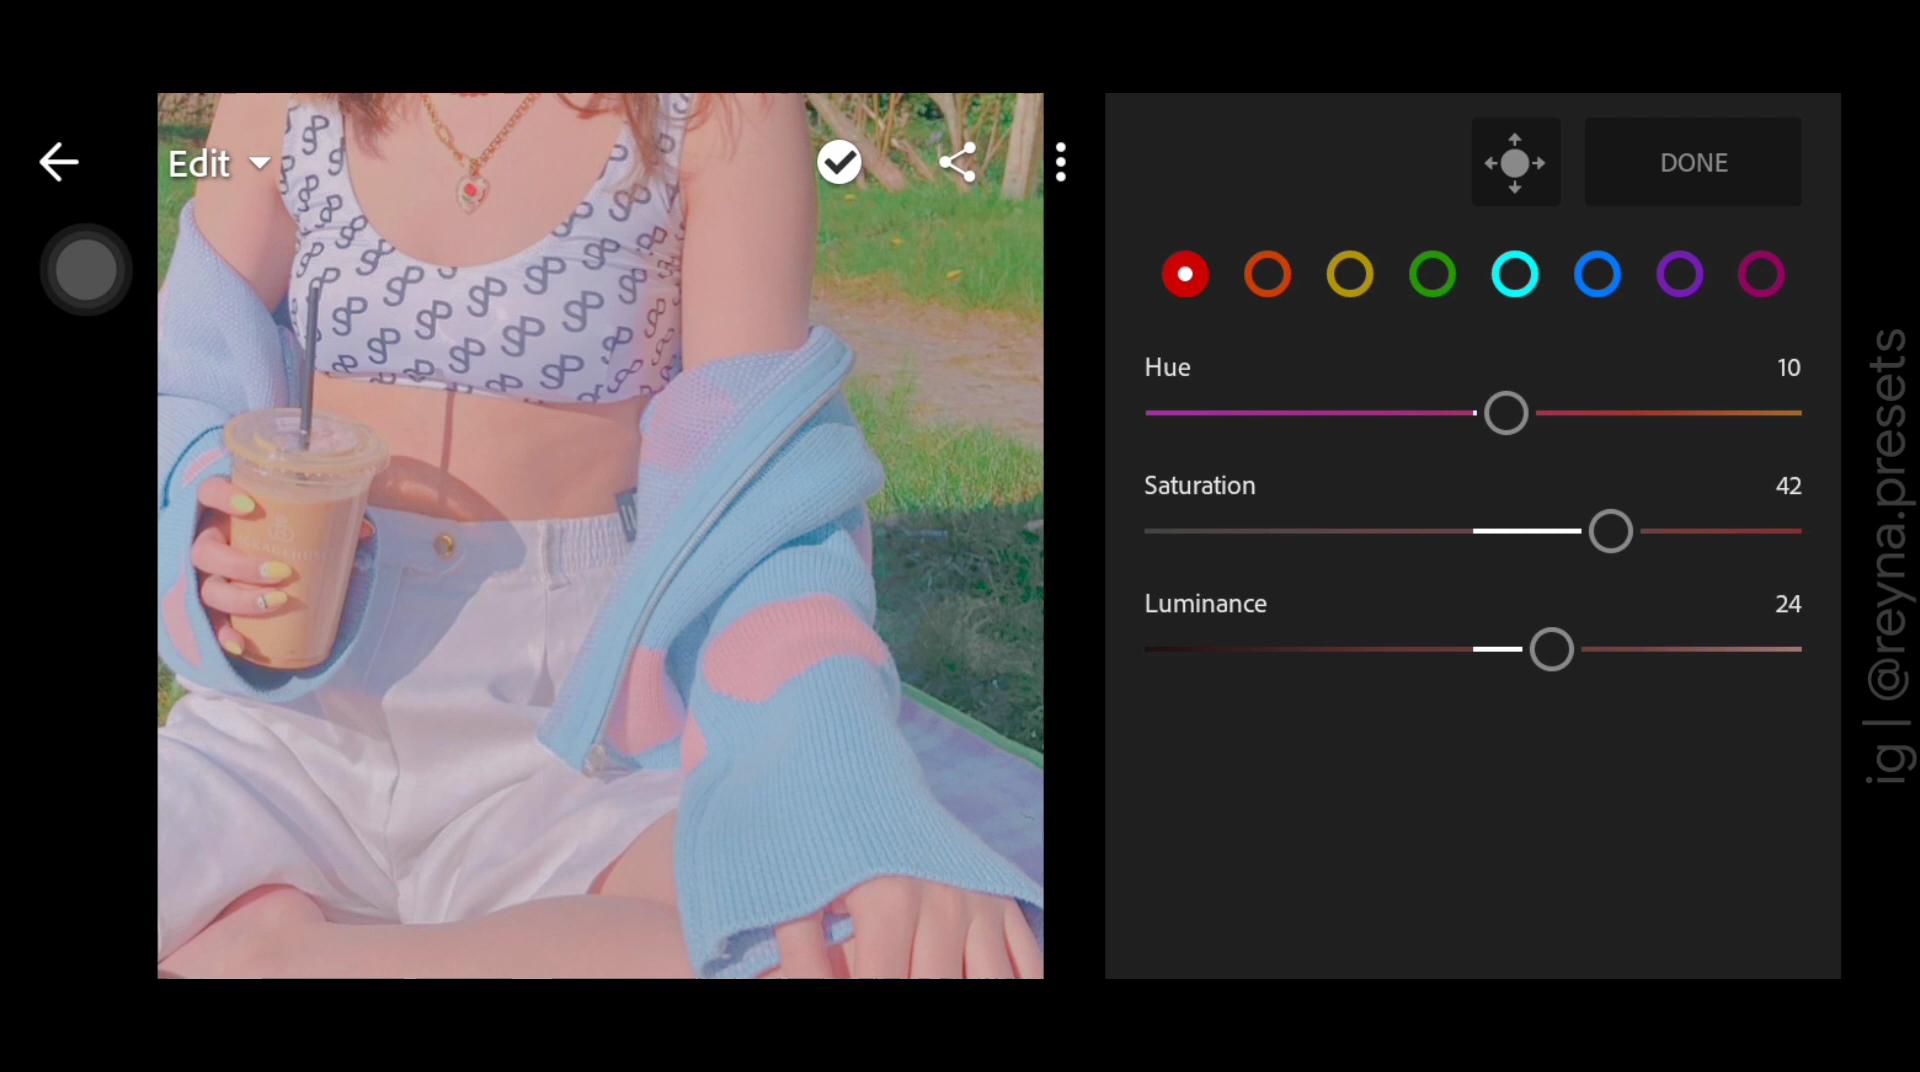 Edit
DONE
Hue 10
Saturation 42
Luminance 24
ig | @reyna.presets